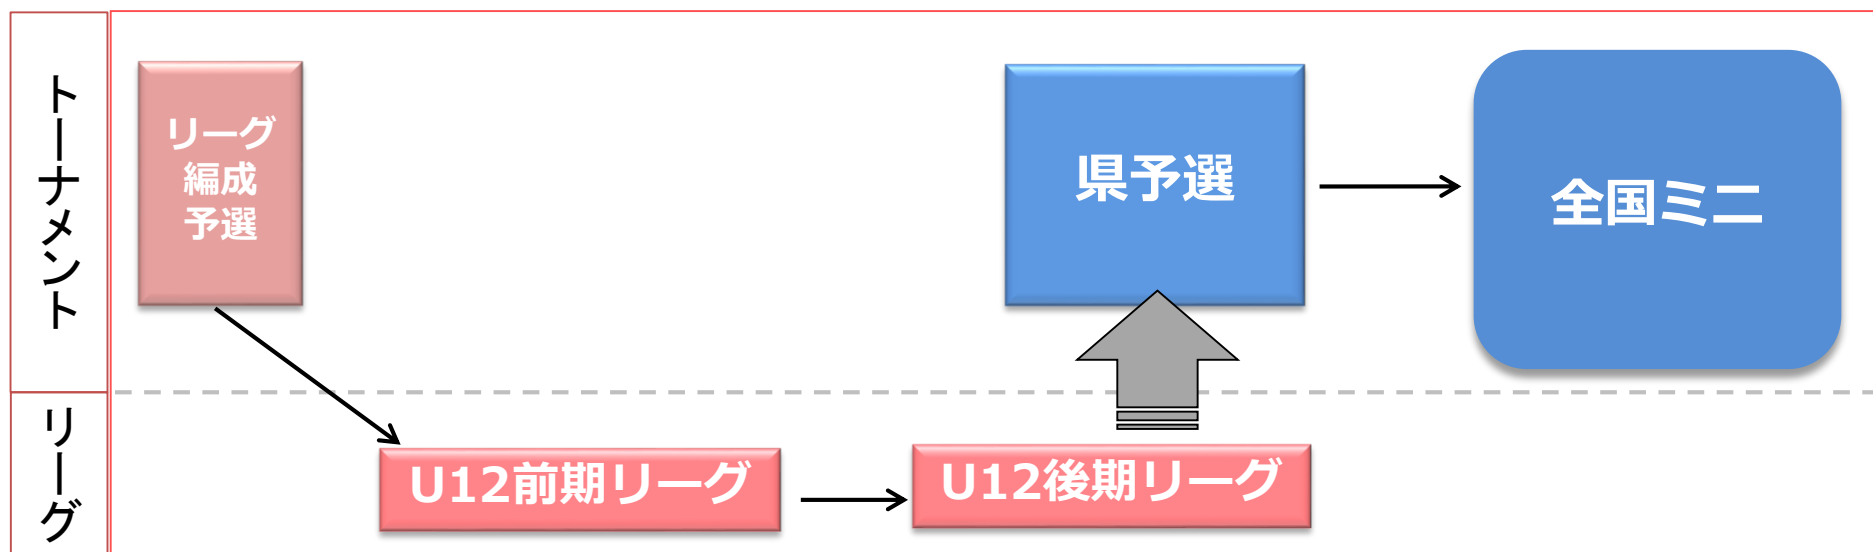 トーナメント
リーグ
編成
予選
県予選
全国ミニ
リーグ
U12前期リーグ
U12後期リーグ